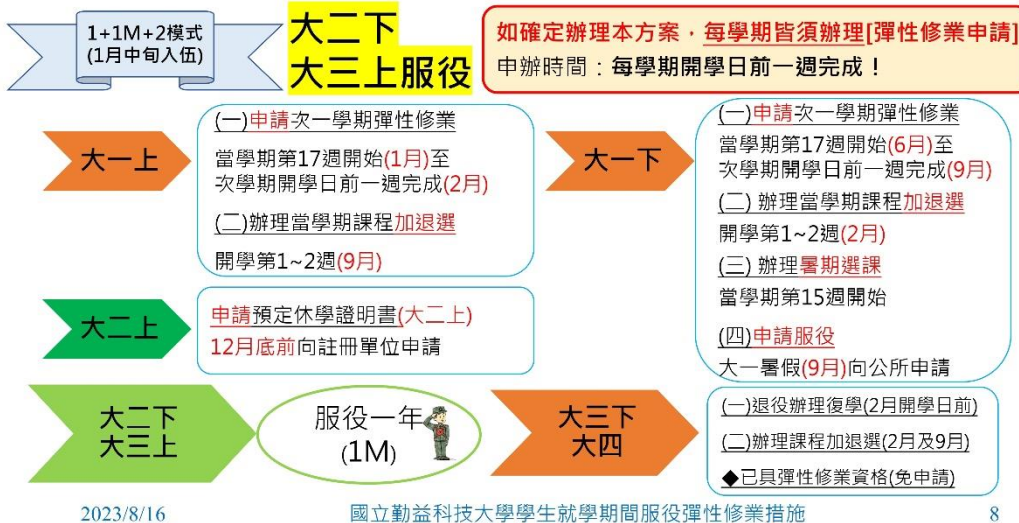 1+1M+2模式
(1月中旬入伍)
大二下
大三上服役
如確定辦理本方案，每學期皆須辦理[彈性修業申請]
申辦時間：每學期開學日前一週完成！
大一上
(一)申請次一學期彈性修業
當學期第17週開始(1月)至
次學期開學日前一週完成(2月)
(二)辦理當學期課程加退選
開學第1~2週(9月)
大一下
(一)申請次一學期彈性修業
當學期第17週開始(6月)至
次學期開學日前一週完成(9月)
(二) 辦理當學期課程加退選
開學第1~2週(2月)
(三) 辦理暑期選課
當學期第15週開始
(四)申請服役
大一暑假(9月)向公所申請
大二上
申請預定休學證明書(大二上)
12月底前向註冊單位申請
大二下
大三上
服役一年
(1M)
大三下
大四
(一)退役辦理復學(2月開學日前)
(二)辦理課程加退選(2月及9月)
◆已具彈性修業資格(免申請)
2023/8/16
國立勤益科技大學學生就學期間服役彈性修業措施
8